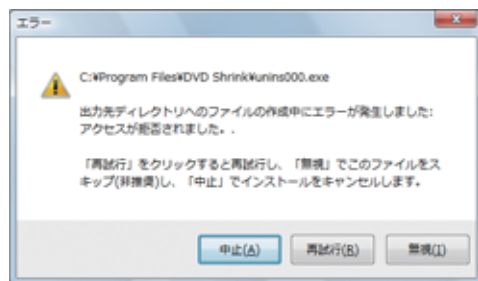 エラー
C:¥Program Files¥DVD Shrink¥unins000.exe
出力先ディレクトリへのファイルの作成中にエラーが発生しました:
アクセスが拒否されました。.
「再試行」をクリックすると再試行し、「無視」でこのファイルをス
キップ(非推奨)し、「中止」でインストールをキャンセルします。
中止(A) 再試行(R) 無視(I)